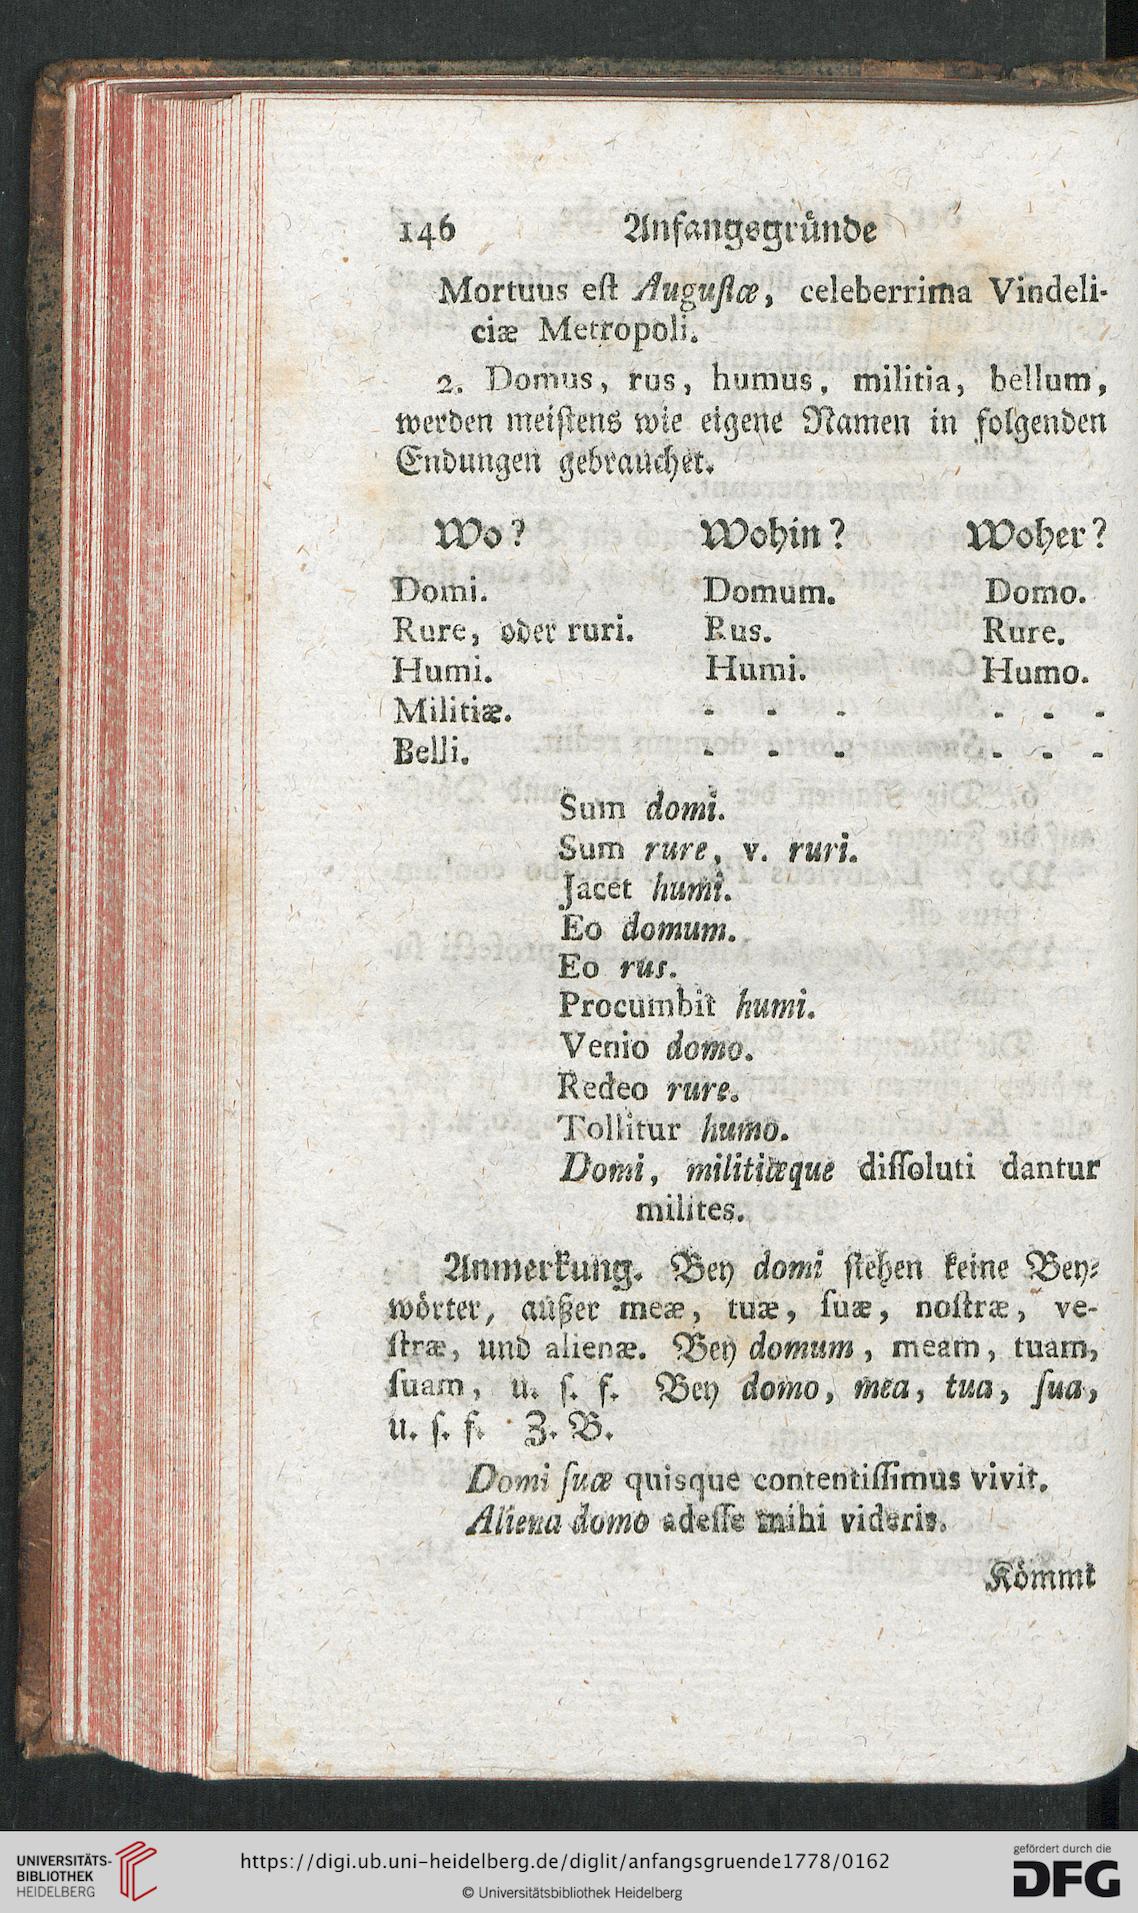 146 Anfangsgründe
Mortuus eſt Auguſtæ, celeberrima Vindeli-
ciæ Metropoli.
2. Domus, rus, humus, militia, bellum,
werden meiſtens wie eigene Namen in folgenden
Endungen gebrauchet.
Wo? Wohin? Woher?
Domi. Domum. Domo.
Rure, oder ruri. Rus. Rure.
Humi. Humi. Humo.
Militiæ. - - - - - -
Belli. - - - - - -
Sum domi.
Sum rure, v. ruri.
Jacet humi.
Eo domum.
Eo rus.
Procumbit humi.
Venio domo.
Redeo rure.
Tollitur humo.
Domi, militiæque diſſoluti dantur
milites.
Anmerkung. Bey domi ſtehen keine Bey-
wörter, außer meæ, tuæ, ſuæ, noſtræ, ve-
ſtræ, und alienæ. Bey domum, meam, tuam,
ſuam, u. ſ. f. Bey domo, mea, tua, ſua,
u. ſ. f. Z. B.
Domi ſuæ quisque contentiſſimus vivit.
Aliena domo adeſſe mihi videris.
Kömmt
UNIVERSITÄTS-
BIBLIOTHEK
HEIDELBERG
https://digi.ub.uni-heidelberg.de/diglit/anfangsgruende1778/0162
© Universitätsbibliothek Heidelberg
gefördert durch die
DFG